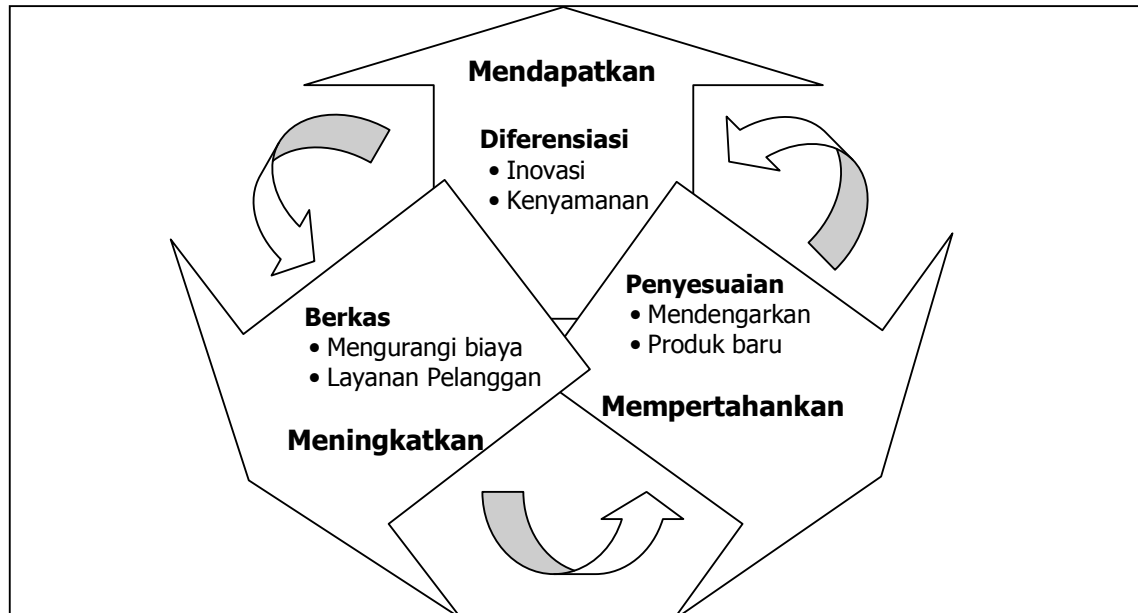 Mendapatkan
Diferensiasi
• Inovasi
• Kenyamanan
Berkas
• Mengurangi biaya
• Layanan Pelanggan
Meningkatkan
Penyesuaian
• Mendengarkan
• Produk baru
Mempertahankan